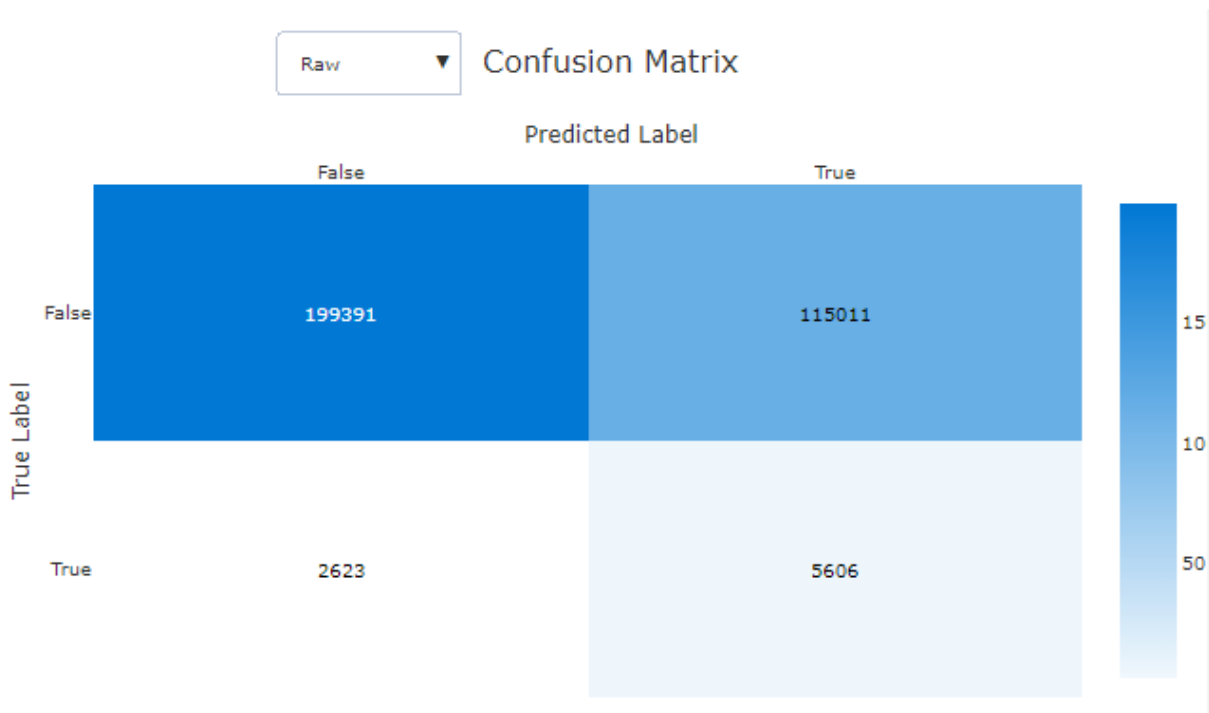 Raw ▼ Confusion Matrix
Predicted Label
False True
False 199391 115011 15
True Label
10
50
True 2623 5606